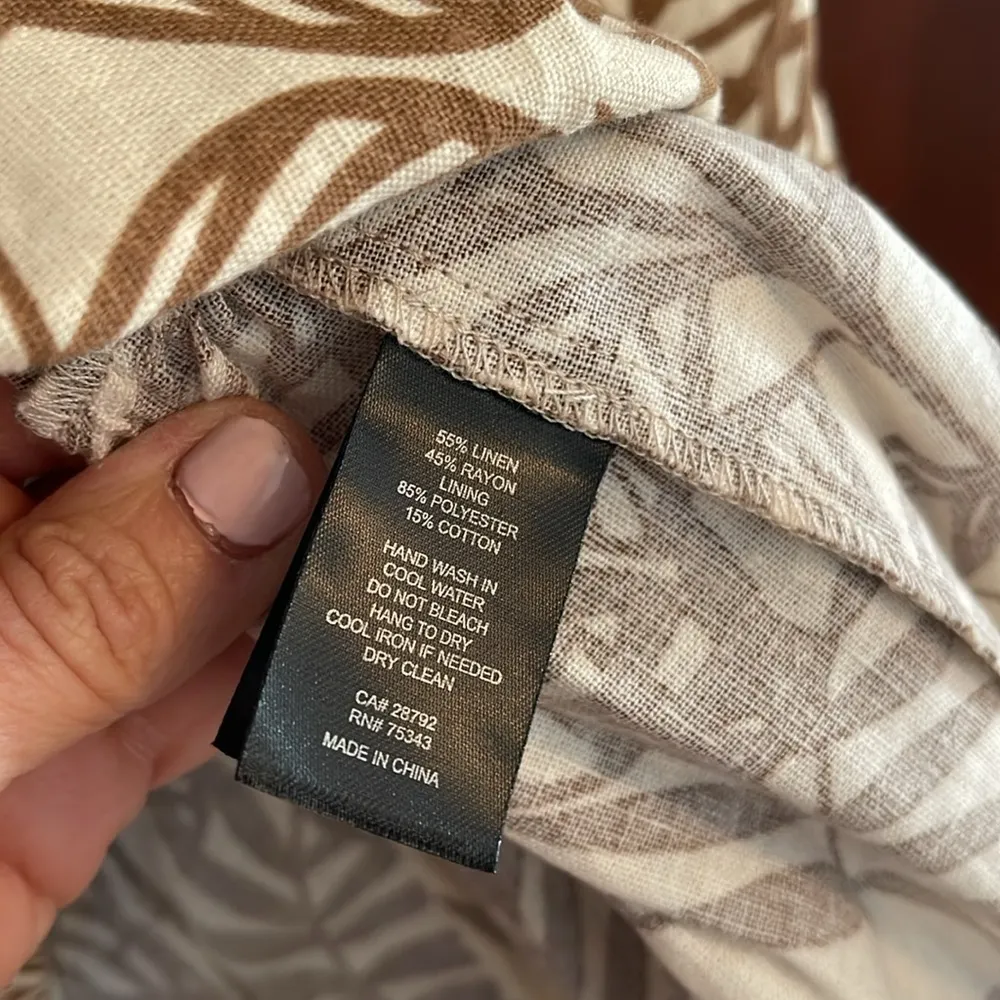 55% LINEN
45% RAYON
LINING
85% POLYESTER
15% COTTON
HAND WASH IN
COOL WATER
DO NOT BLEACH
HANG TO DRY
COOL IRON IF NEEDED
DRY CLEAN
CA# 28792
RN# 75343
MADE IN CHINA